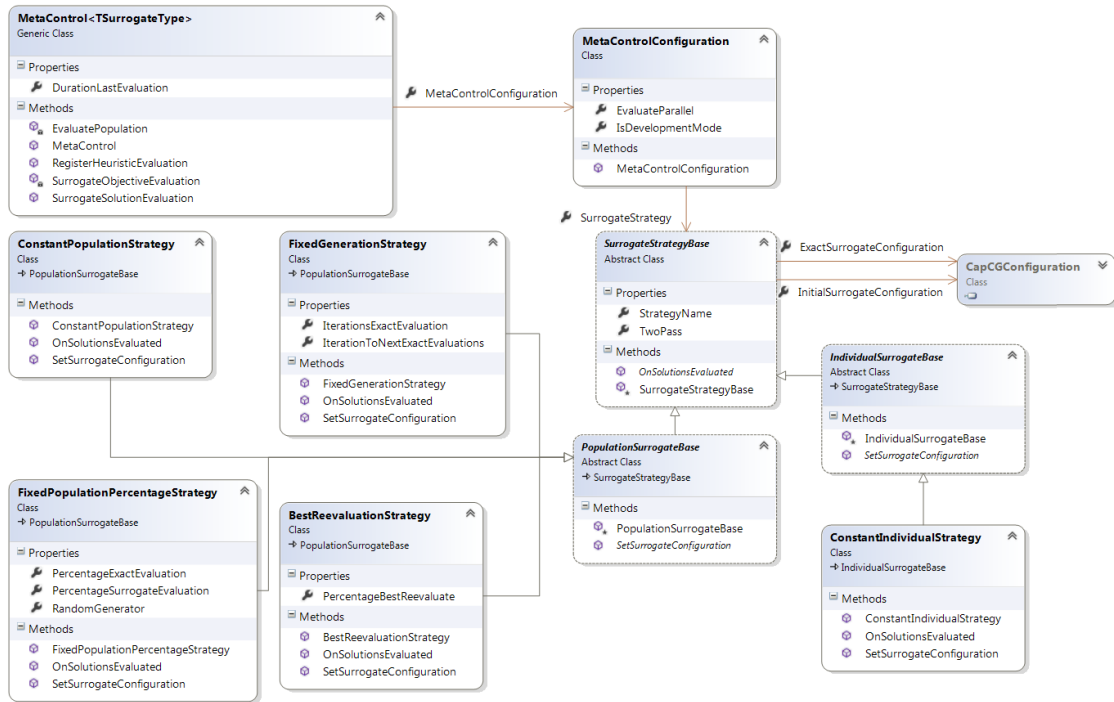 MetaControl<TSurrogateType>
Generic Class
Properties
DurationLastEvaluation
Methods
EvaluatePopulation
MetaControl
RegisterHeuristicEvaluation
SurrogateObjectiveEvaluation
SurrogateSolutionEvaluation
MetaControlConfiguration
MetaControlConfiguration
Class
Properties
EvaluateParallel
IsDevelopmentMode
Methods
MetaControlConfiguration
SurrogateStrategy
ConstantPopulationStrategy
Class
PopulationSurrogateBase
Methods
ConstantPopulationStrategy
OnSolutionsEvaluated
SetSurrogateConfiguration
FixedGenerationStrategy
Class
PopulationSurrogateBase
Properties
IterationsExactEvaluation
IterationToNextExactEvaluations
Methods
FixedGenerationStrategy
OnSolutionsEvaluated
SetSurrogateConfiguration
SurrogateStrategyBase
Abstract Class
Properties
StrategyName
TwoPass
Methods
OnSolutionsEvaluated
SurrogateStrategyBase
ExactSurrogateConfiguration
InitialSurrogateConfiguration
CapCGConfiguration
Class
IndividualSurrogateBase
Abstract Class
SurrogateStrategyBase
Methods
IndividualSurrogateBase
SetSurrogateConfiguration
FixedPopulationPercentageStrategy
Class
PopulationSurrogateBase
Properties
PercentageExactEvaluation
PercentageSurrogateEvaluation
RandomGenerator
Methods
FixedPopulationPercentageStrategy
OnSolutionsEvaluated
SetSurrogateConfiguration
BestReevaluationStrategy
Class
PopulationSurrogateBase
Properties
PercentageBestReevaluate
Methods
BestReevaluationStrategy
OnSolutionsEvaluated
SetSurrogateConfiguration
PopulationSurrogateBase
Abstract Class
SurrogateStrategyBase
Methods
PopulationSurrogateBase
SetSurrogateConfiguration
ConstantIndividualStrategy
Class
IndividualSurrogateBase
Methods
ConstantIndividualStrategy
OnSolutionsEvaluated
SetSurrogateConfiguration